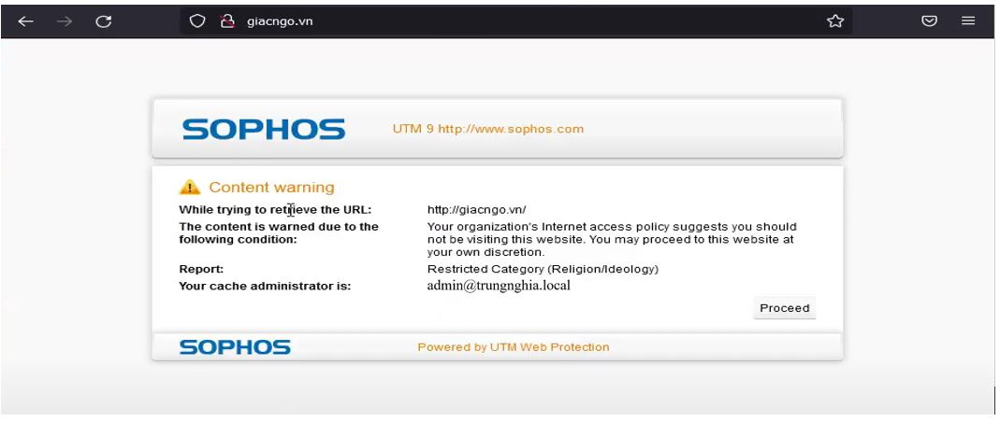 giacngo.vn
SOPHOS UTM 9 http://www.sophos.com
Content warning
While trying to retrieve the URL: http://giacngo.vn/
The content is warned due to the Your organization's Internet access policy suggests you should
following condition: not be visiting this website. You may proceed to this website at
your own discretion.
Report: Restricted Category (Religion/Ideology)
Your cache administrator is: admin@trungnghia.local
Proceed
SOPHOS Powered by UTM Web Protection